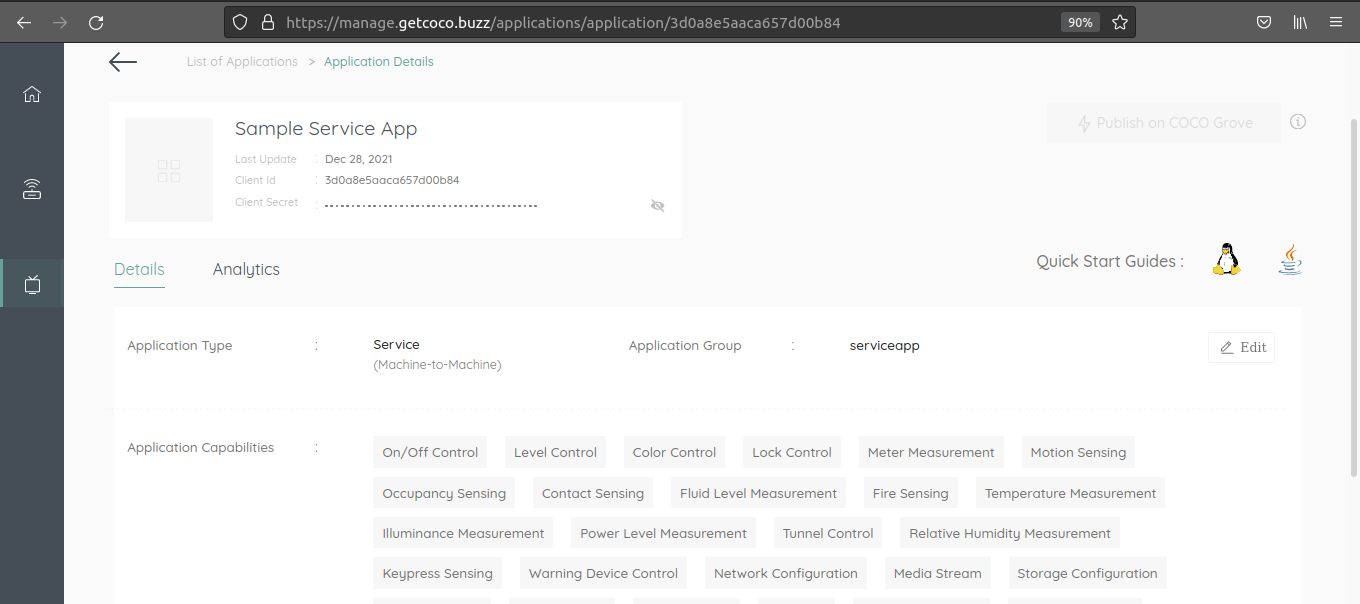 https://manage.getcoco.buzz/applications/application/3d0a8e5aaca657d00b84
90%
List of Applications > Application Details
Sample Service App
Last Update : Dec 28, 2021
Client Id : 3d0a8e5aaca657d00b84
Client Secret :
Publish on COCO Grove
Details Analytics
Quick Start Guides :
Application Type : Service
(Machine-to-Machine)
Application Group : serviceapp
Edit
Application Capabilities :
On/Off Control Level Control Color Control Lock Control Meter Measurement Motion Sensing
Occupancy Sensing Contact Sensing Fluid Level Measurement Fire Sensing Temperature Measurement
Illuminance Measurement Power Level Measurement Tunnel Control Relative Humidity Measurement
Keypress Sensing Warning Device Control Network Configuration Media Stream Storage Configuration